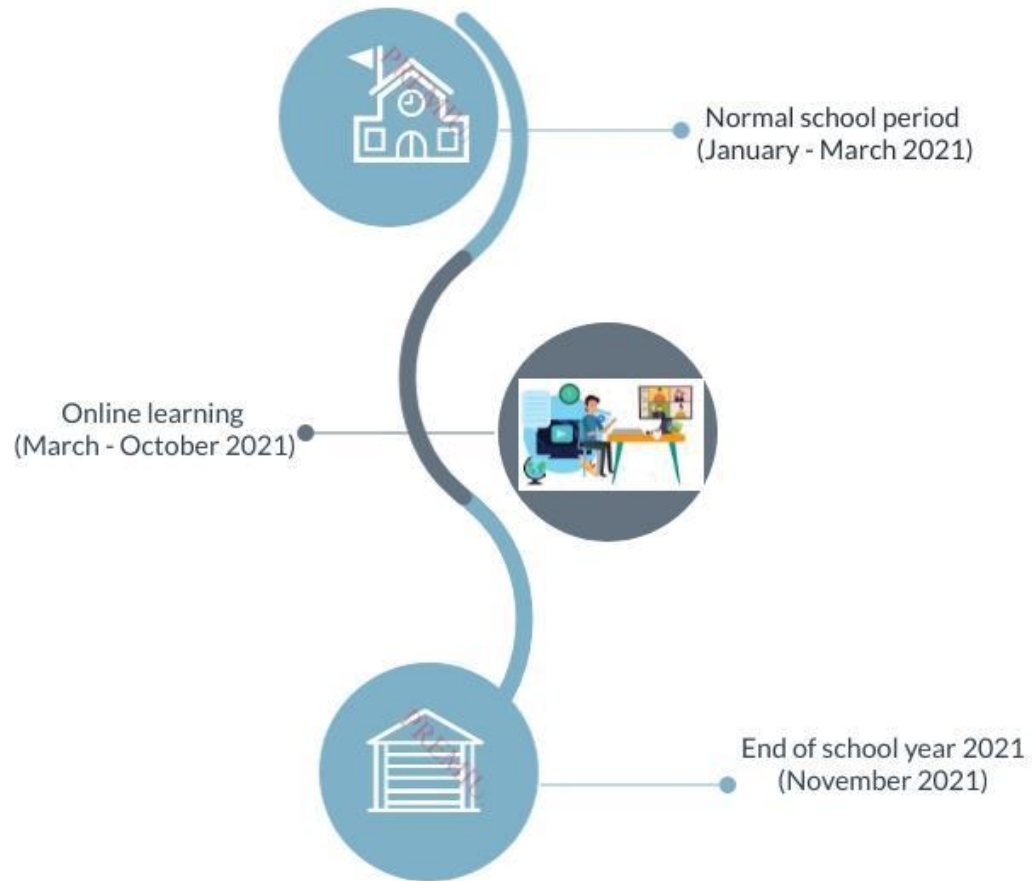 Normal school period
(January - March 2021)
Online learning
(March - October 2021)
End of school year 2021
(November 2021)